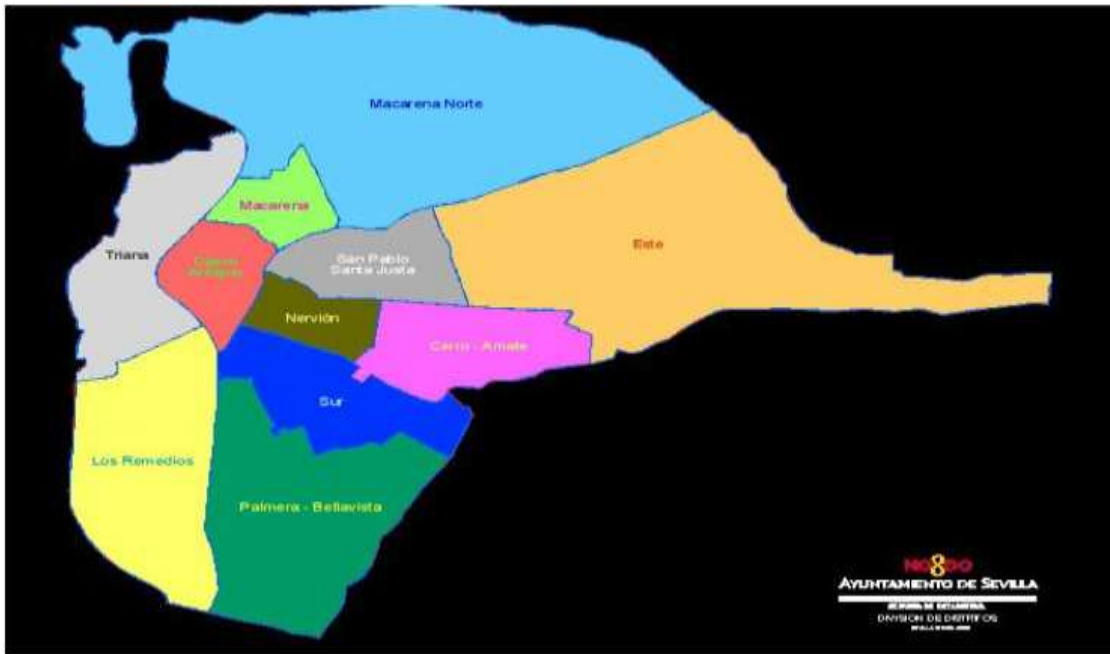 Macarena Norte
Macarena
Triana
Casco
Antiguo
San Pablo
Santa Justa
Este
Nervión
Cerro - Amate
Sur
Los Remedios
Palmera - Bellavista
NO8DO
AYUNTAMIENTO DE SEVILLA
DIVISION DE DISTRITOS